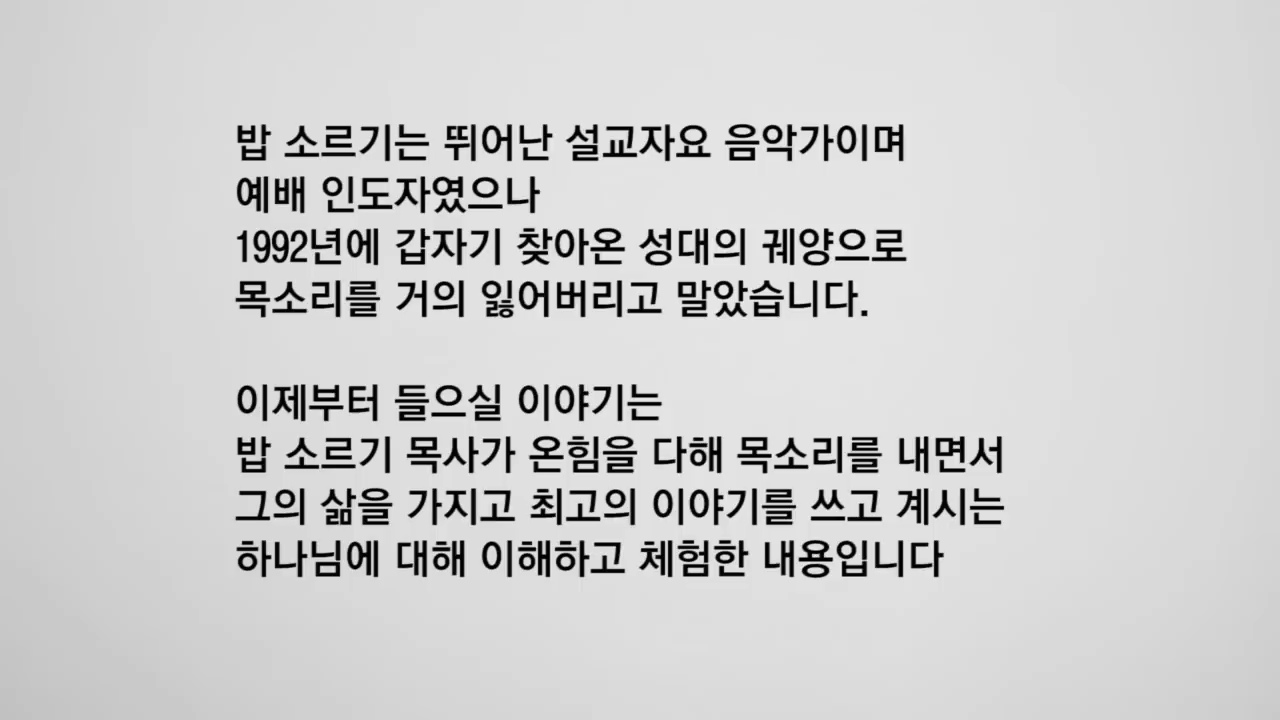 밥 소르기는 뛰어난 설교자요 음악가이며
예배 인도자였으나
1992년에 갑자기 찾아온 성대의 궤양으로
목소리를 거의 잃어버리고 말았습니다.
이제부터 들으실 이야기는
밥 소르기 목사가 온힘을 다해 목소리를 내면서
그의 삶을 가지고 최고의 이야기를 쓰고 계시는
하나님에 대해 이해하고 체험한 내용입니다